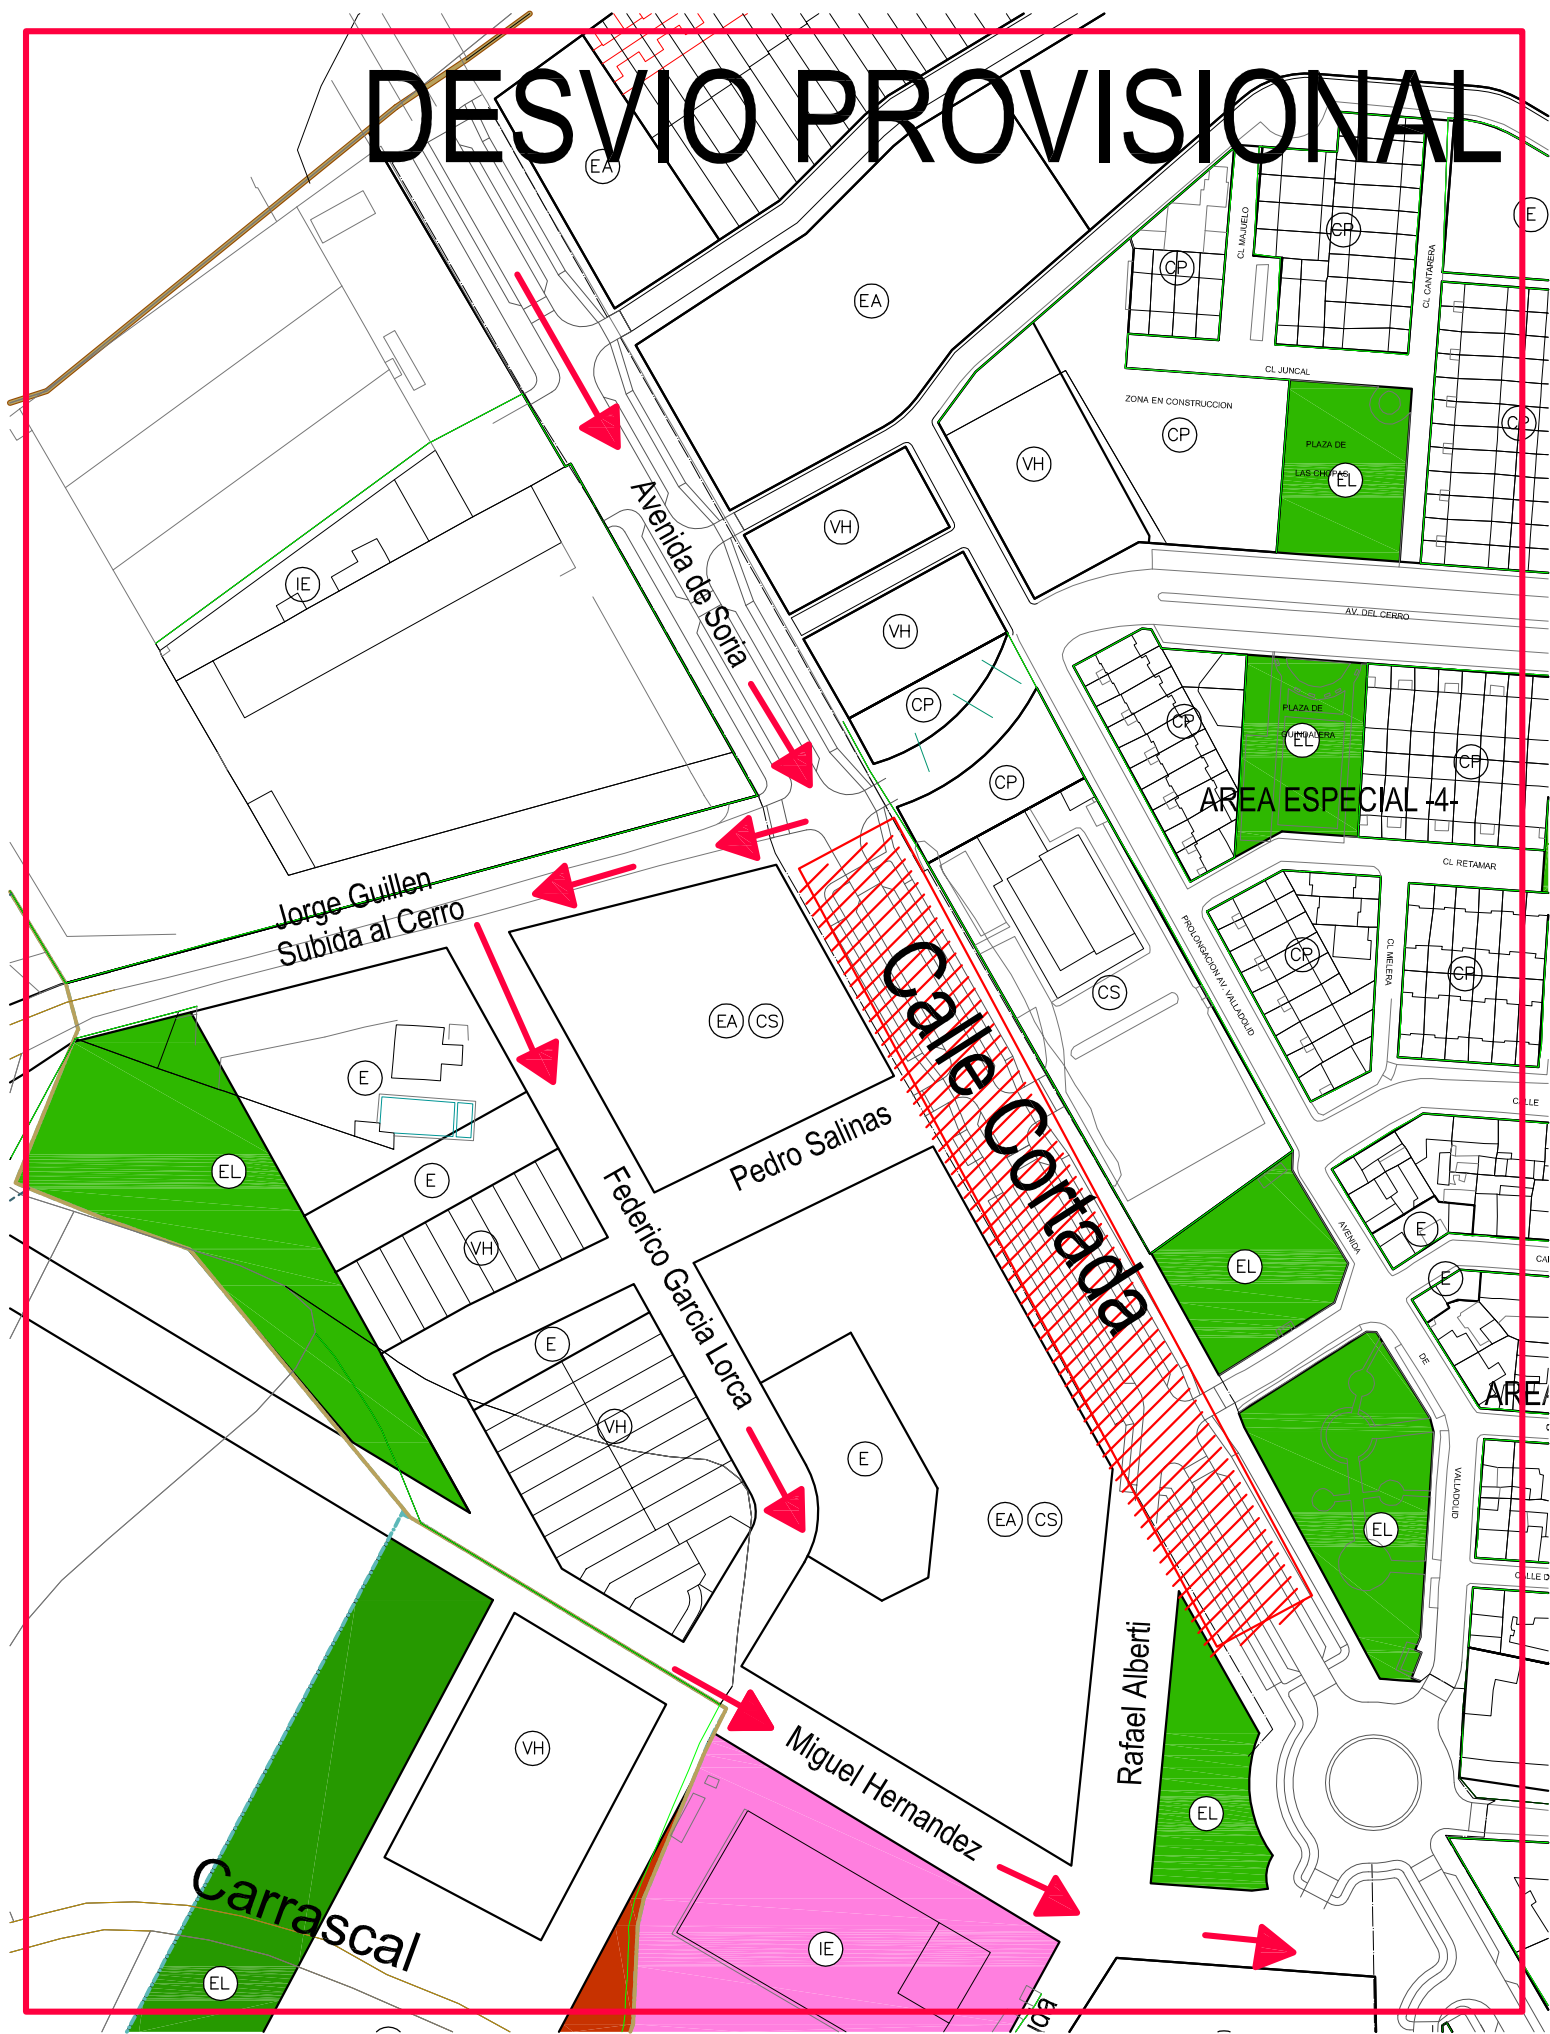 DESVIO PROVISIONAL
EA
E
CL MAJUELO
CP
CP
CL CANTARERA
EA
CL JUNCAL
ZONA EN CONSTRUCCION
CP
CP
PLAZA DE
LAS CHOPAS
EL
VH
VH
Avenida de Soria
IE
AV. DEL CERRO
VH
CP
CP
PLAZA DE
GUINDALERA
EL
CP
CP
AREA ESPECIAL -4-
CL RETAMAR
Jorge Guillen
Subida al Cerro
PROLONGACION AV. VALLADOLID
CP
CL MELERA
CP
CS
Calle Cortada
EA
CS
E
CALLE
Pedro Salinas
EL
E
Federico Garcia Lorca
VH
AVENIDA
E
EL
E
E
DE
AREA
VH
E
EA
CS
VALLADOLID
EL
CALLE D
Rafael Alberti
VH
Miguel Hernandez
EL
Carrascal
IE
EL